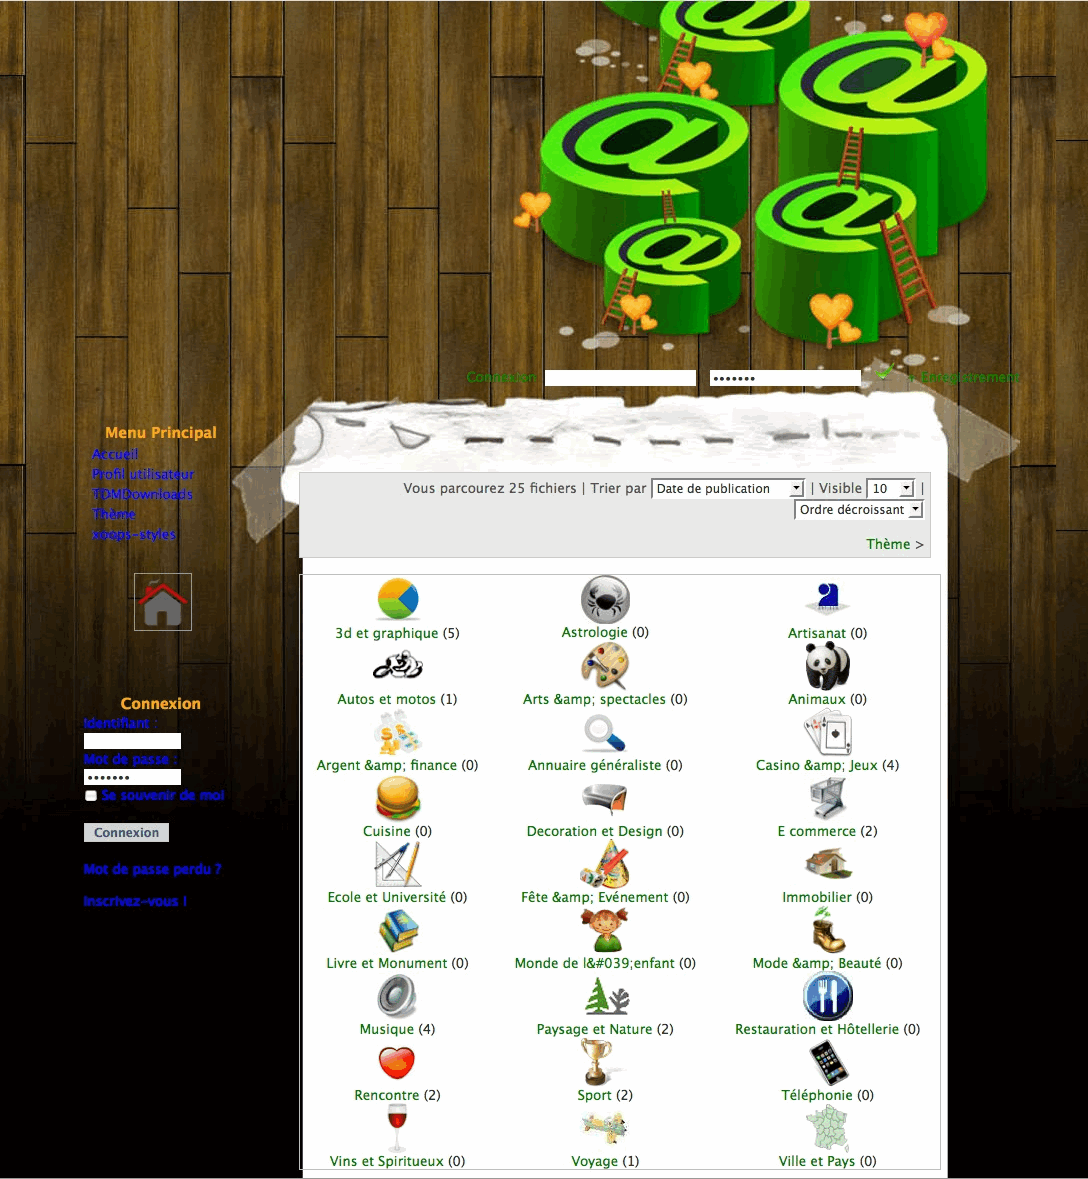 Connexion
+ Enregistrement
Menu Principal
Accueil
Profil utilisateur
TDMDownloads
Thème
xoops-styles
Connexion
Identifiant :
Mot de passe :
Se souvenir de moi
Connexion
Mot de passe perdu ?
Inscrivez-vous !
Vous parcourez 25 fichiers | Trier par Date de publication | Visible 10 |
Ordre décroissant
Thème >
3d et graphique (5) Astrologie (0) Artisanat (0)
Autos et motos (1) Arts &amp; spectacles (0) Animaux (0)
Argent &amp; finance (0) Annuaire généraliste (0) Casino &amp; Jeux (4)
Cuisine (0) Decoration et Design (0) E commerce (2)
Ecole et Université (0) Fête &amp; Evénement (0) Immobilier (0)
Livre et Monument (0) Monde de l&#039;enfant (0) Mode &amp; Beauté (0)
Musique (4) Paysage et Nature (2) Restauration et Hôtellerie (0)
Rencontre (2) Sport (2) Téléphonie (0)
Vins et Spiritueux (0) Voyage (1) Ville et Pays (0)